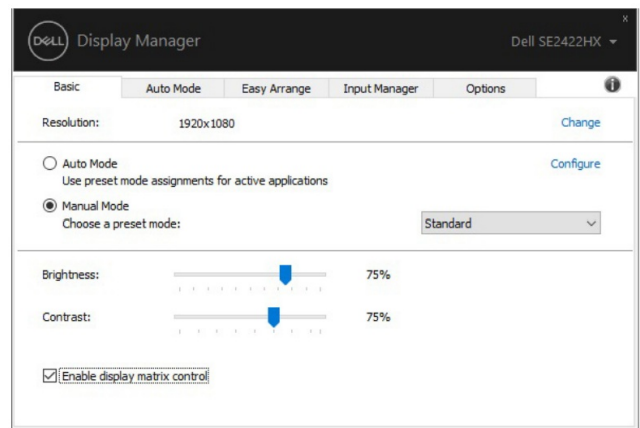 x
DELL Display Manager Dell SE2422HX
Basic Auto Mode Easy Arrange Input Manager Options
Resolution: 1920x1080 Change
Auto Mode Configure
Use preset mode assignments for active applications
Manual Mode
Choose a preset mode: Standard
Brightness: 75%
Contrast: 75%
Enable display matrix control